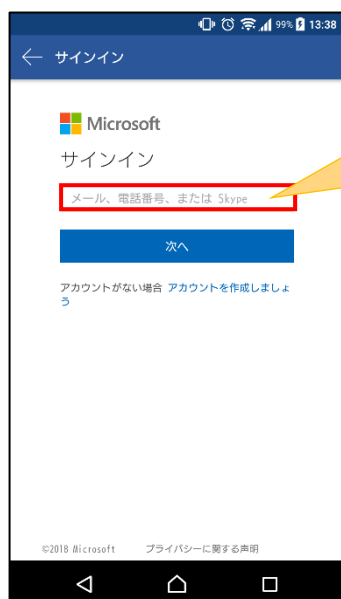 99% 13:38
サインイン
Microsoft
サインイン
メール、電話番号、または Skype
次へ
アカウントがない場合 アカウントを作成しましょ
う
©2018 Microsoft プライバシーに関する声明